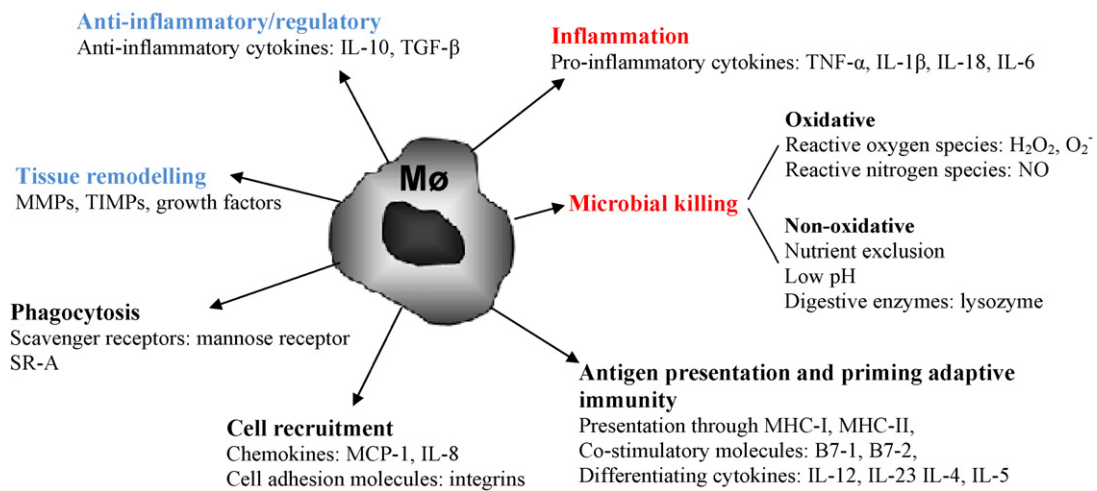 Anti-inflammatory/regulatory
Anti-inflammatory cytokines: IL-10, TGF-β
Inflammation
Pro-inflammatory cytokines: TNF-α, IL-1β, IL-18, IL-6
Oxidative
Reactive oxygen species: H₂O₂, O₂⁻
Reactive nitrogen species: NO
Mø
Tissue remodelling
MMPs, TIMPs, growth factors
Microbial killing
Non-oxidative
Nutrient exclusion
Low pH
Digestive enzymes: lysozyme
Phagocytosis
Scavenger receptors: mannose receptor
SR-A
Antigen presentation and priming adaptive
immunity
Presentation through MHC-I, MHC-II,
Co-stimulatory molecules: B7-1, B7-2,
Differentiating cytokines: IL-12, IL-23 IL-4, IL-5
Cell recruitment
Chemokines: MCP-1, IL-8
Cell adhesion molecules: integrins